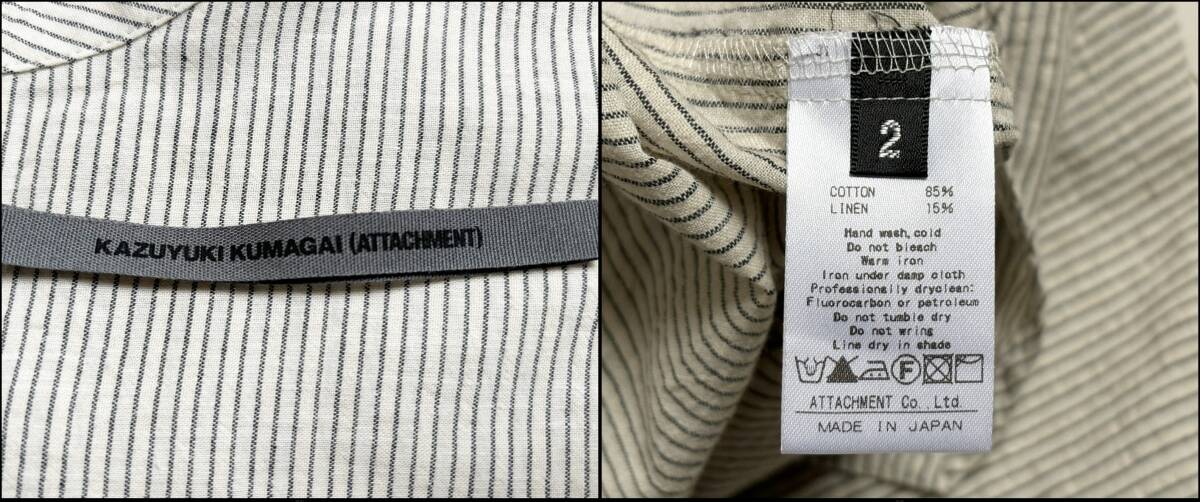 KAZUYUKI KUMAGAI (ATTACHMENT)
2
COTTON 85%
LINEN 15%
Hand wash, cold
Do not bleach
Warm iron
Iron under damp cloth
Professionally dryclean:
Fluorocarbon or petroleum
Do not tumble dry
Do not wring
Line dry in shade
F
ATTACHMENT Co.,Ltd.
MADE IN JAPAN